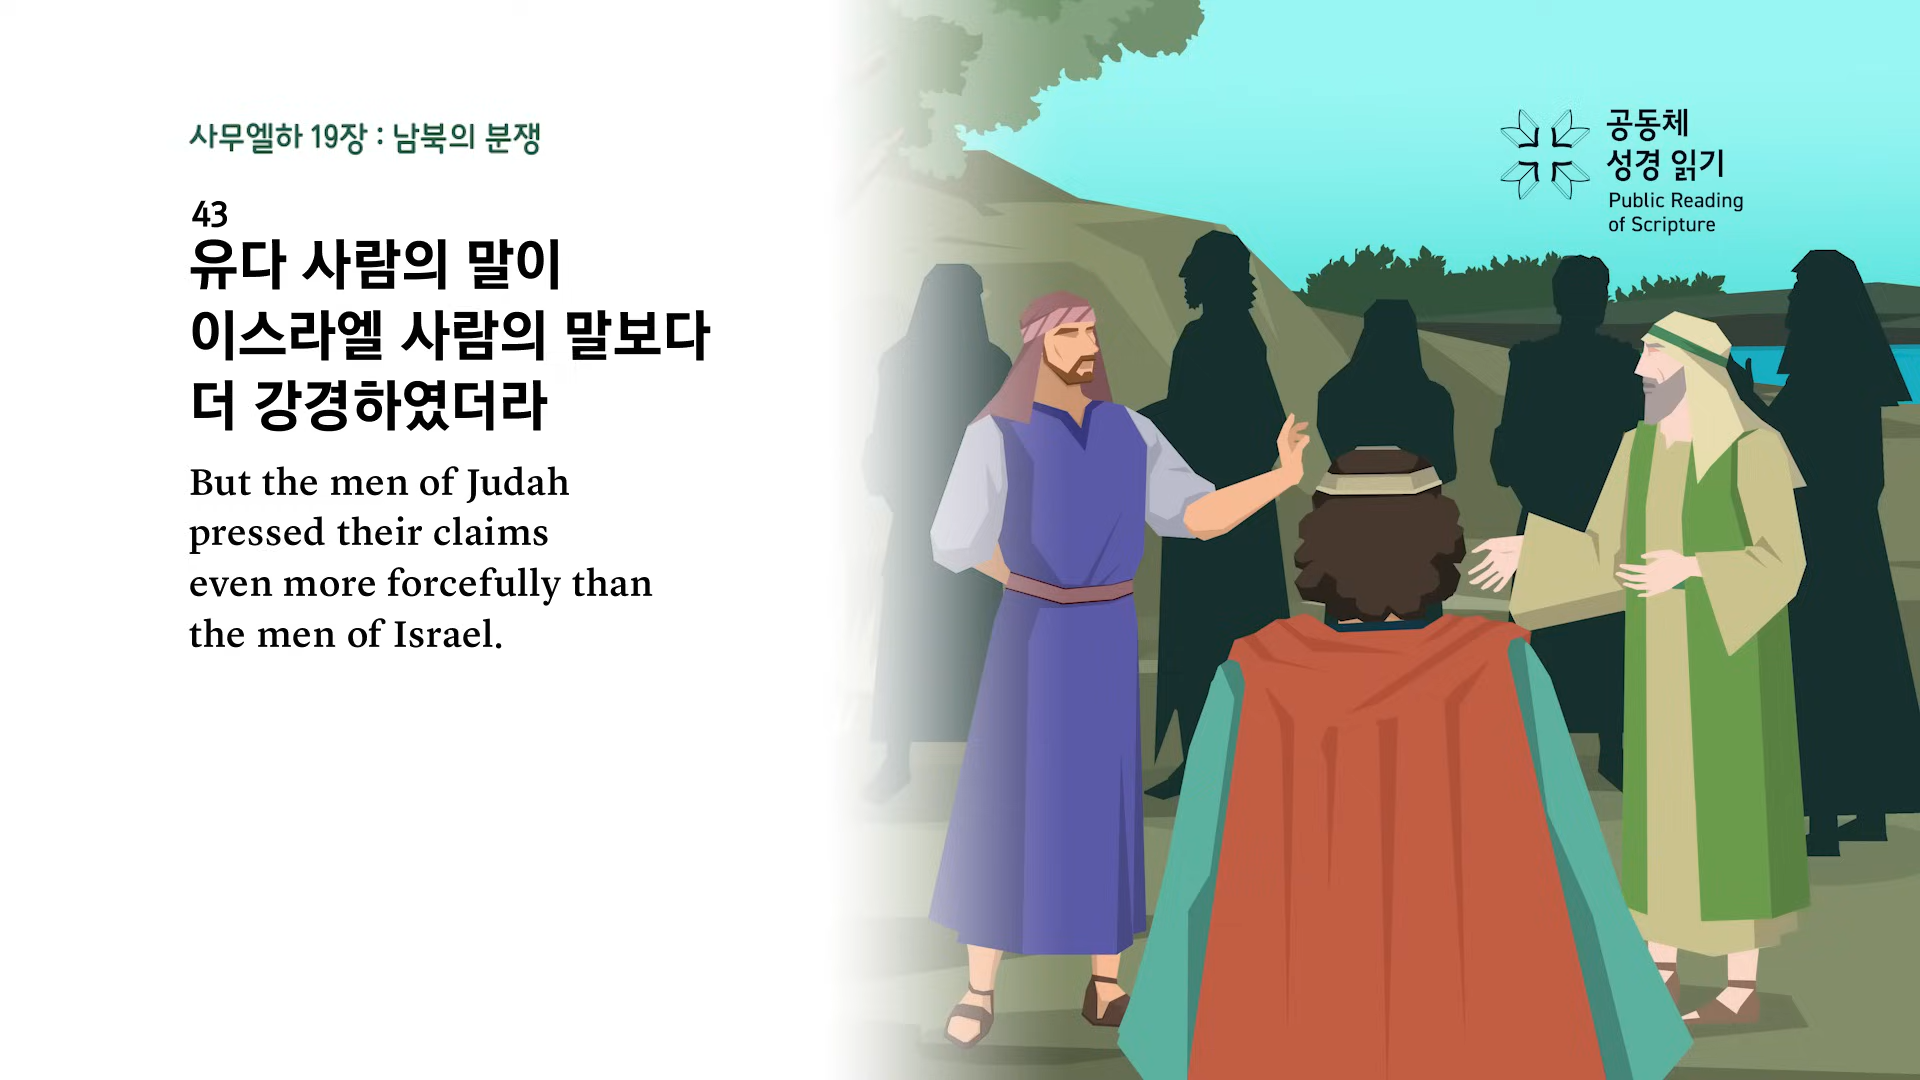 사무엘하 19장 : 남북의 분쟁
43
유다 사람의 말이
이스라엘 사람의 말보다
더 강경하였더라
But the men of Judah
pressed their claims
even more forcefully than
the men of Israel.
공동체
성경 읽기
Public Reading
of Scripture